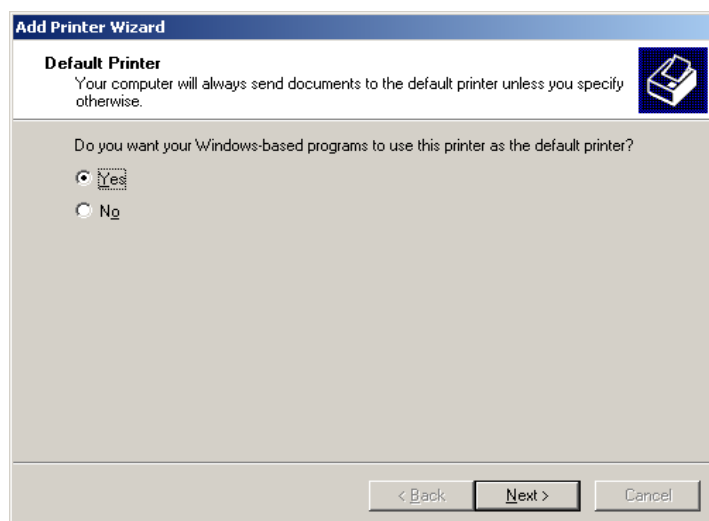 Add Printer Wizard
Default Printer
Your computer will always send documents to the default printer unless you specify
otherwise.
Do you want your Windows-based programs to use this printer as the default printer?
Yes
No
< Back
Next >
Cancel